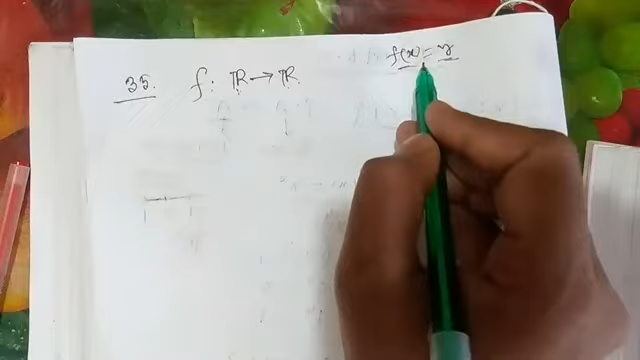 f(x) = y
35. f: ℝ → ℝ